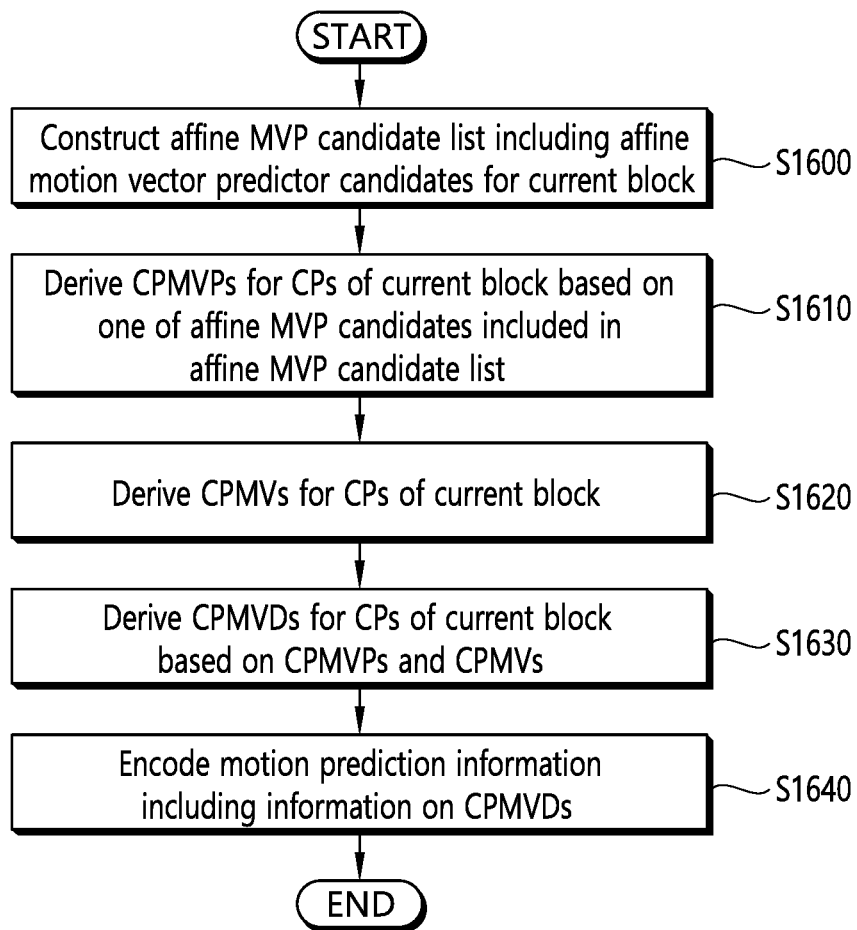 START
Construct affine MVP candidate list including affine
motion vector predictor candidates for current block
S1600
Derive CPMVPs for CPs of current block based on
one of affine MVP candidates included in
affine MVP candidate list
S1610
Derive CPMVs for CPs of current block
S1620
Derive CPMVDs for CPs of current block
based on CPMVPs and CPMVs
S1630
Encode motion prediction information
including information on CPMVDs
S1640
END